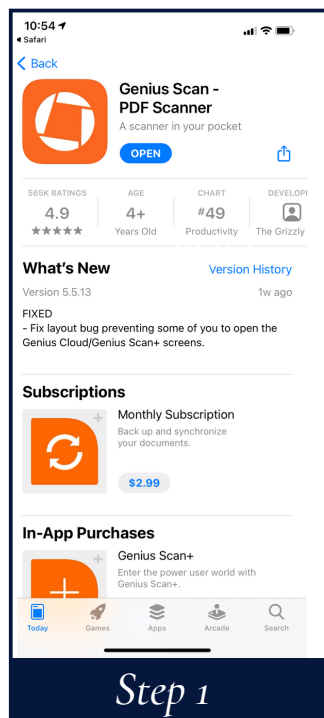 10:54
Safari
Back
Genius Scan -
PDF Scanner
A scanner in your pocket
OPEN
565K RATINGS
AGE
CHART
DEVELOP
4.9
4+
#49
★★★★★
Years Old
Productivity
The Grizzly
What's New
Version History
Version 5.5.13
1w ago
FIXED
- Fix layout bug preventing some of you to open the
Genius Cloud/Genius Scan+ screens.
Subscriptions
Monthly Subscription
Back up and synchronize
your documents.
$2.99
In-App Purchases
Genius Scan+
Enter the power user world with
Genius Scan+.
Today
Games
Apps
Arcade
Search
Step 1